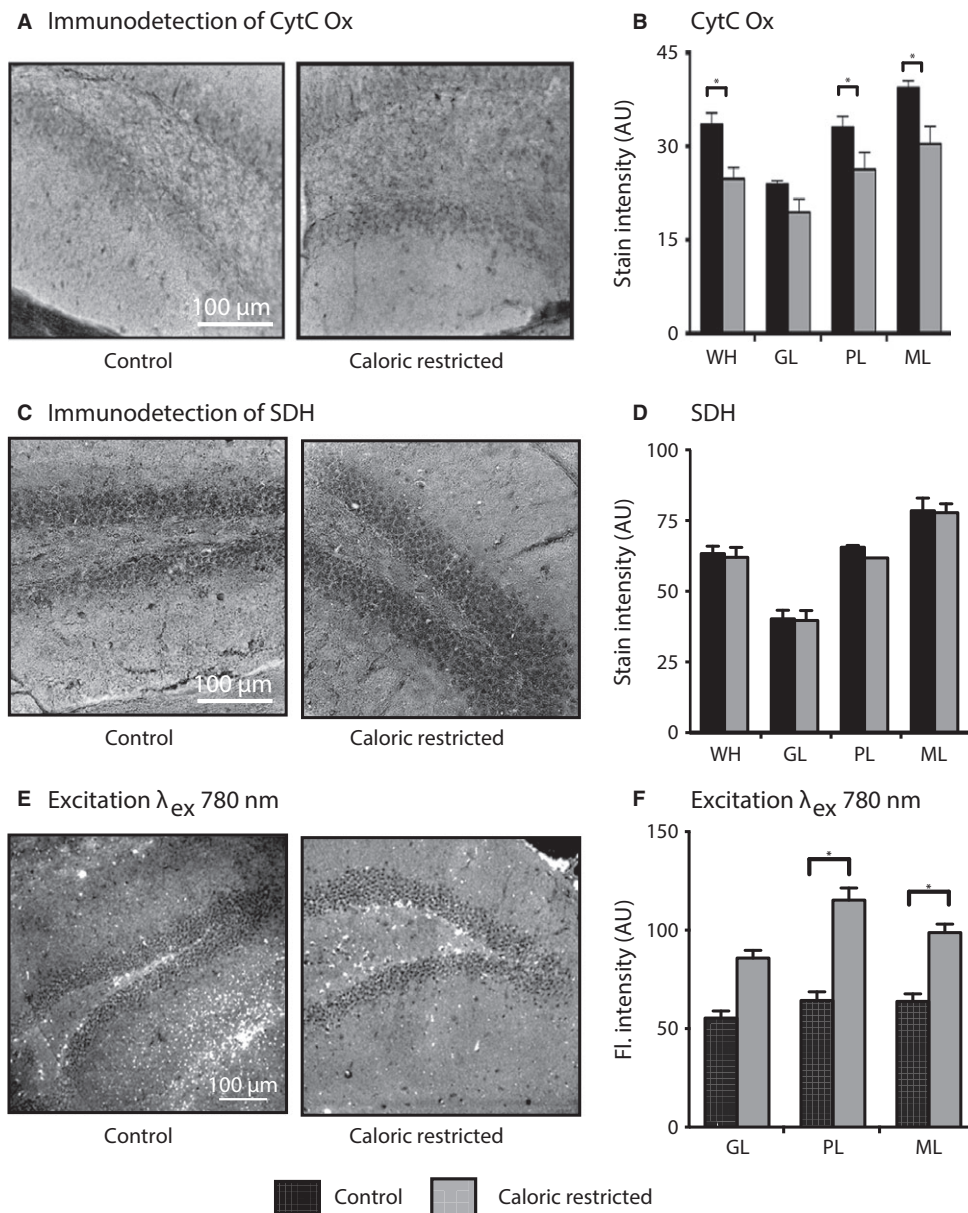 A Immunodetection of CytC Ox
100 µm
Control
Caloric restricted
B CytC Ox
Stain intensity (AU)
45
30
15
0
*
*
*
WH
GL
PL
ML
C Immunodetection of SDH
100 µm
Control
Caloric restricted
D SDH
Stain intensity (AU)
100
75
50
25
0
WH
GL
PL
ML
E Excitation λex 780 nm
100 µm
Control
Caloric restricted
F Excitation λex 780 nm
Fl. intensity (AU)
150
100
50
0
*
*
GL
PL
ML
Control
Caloric restricted